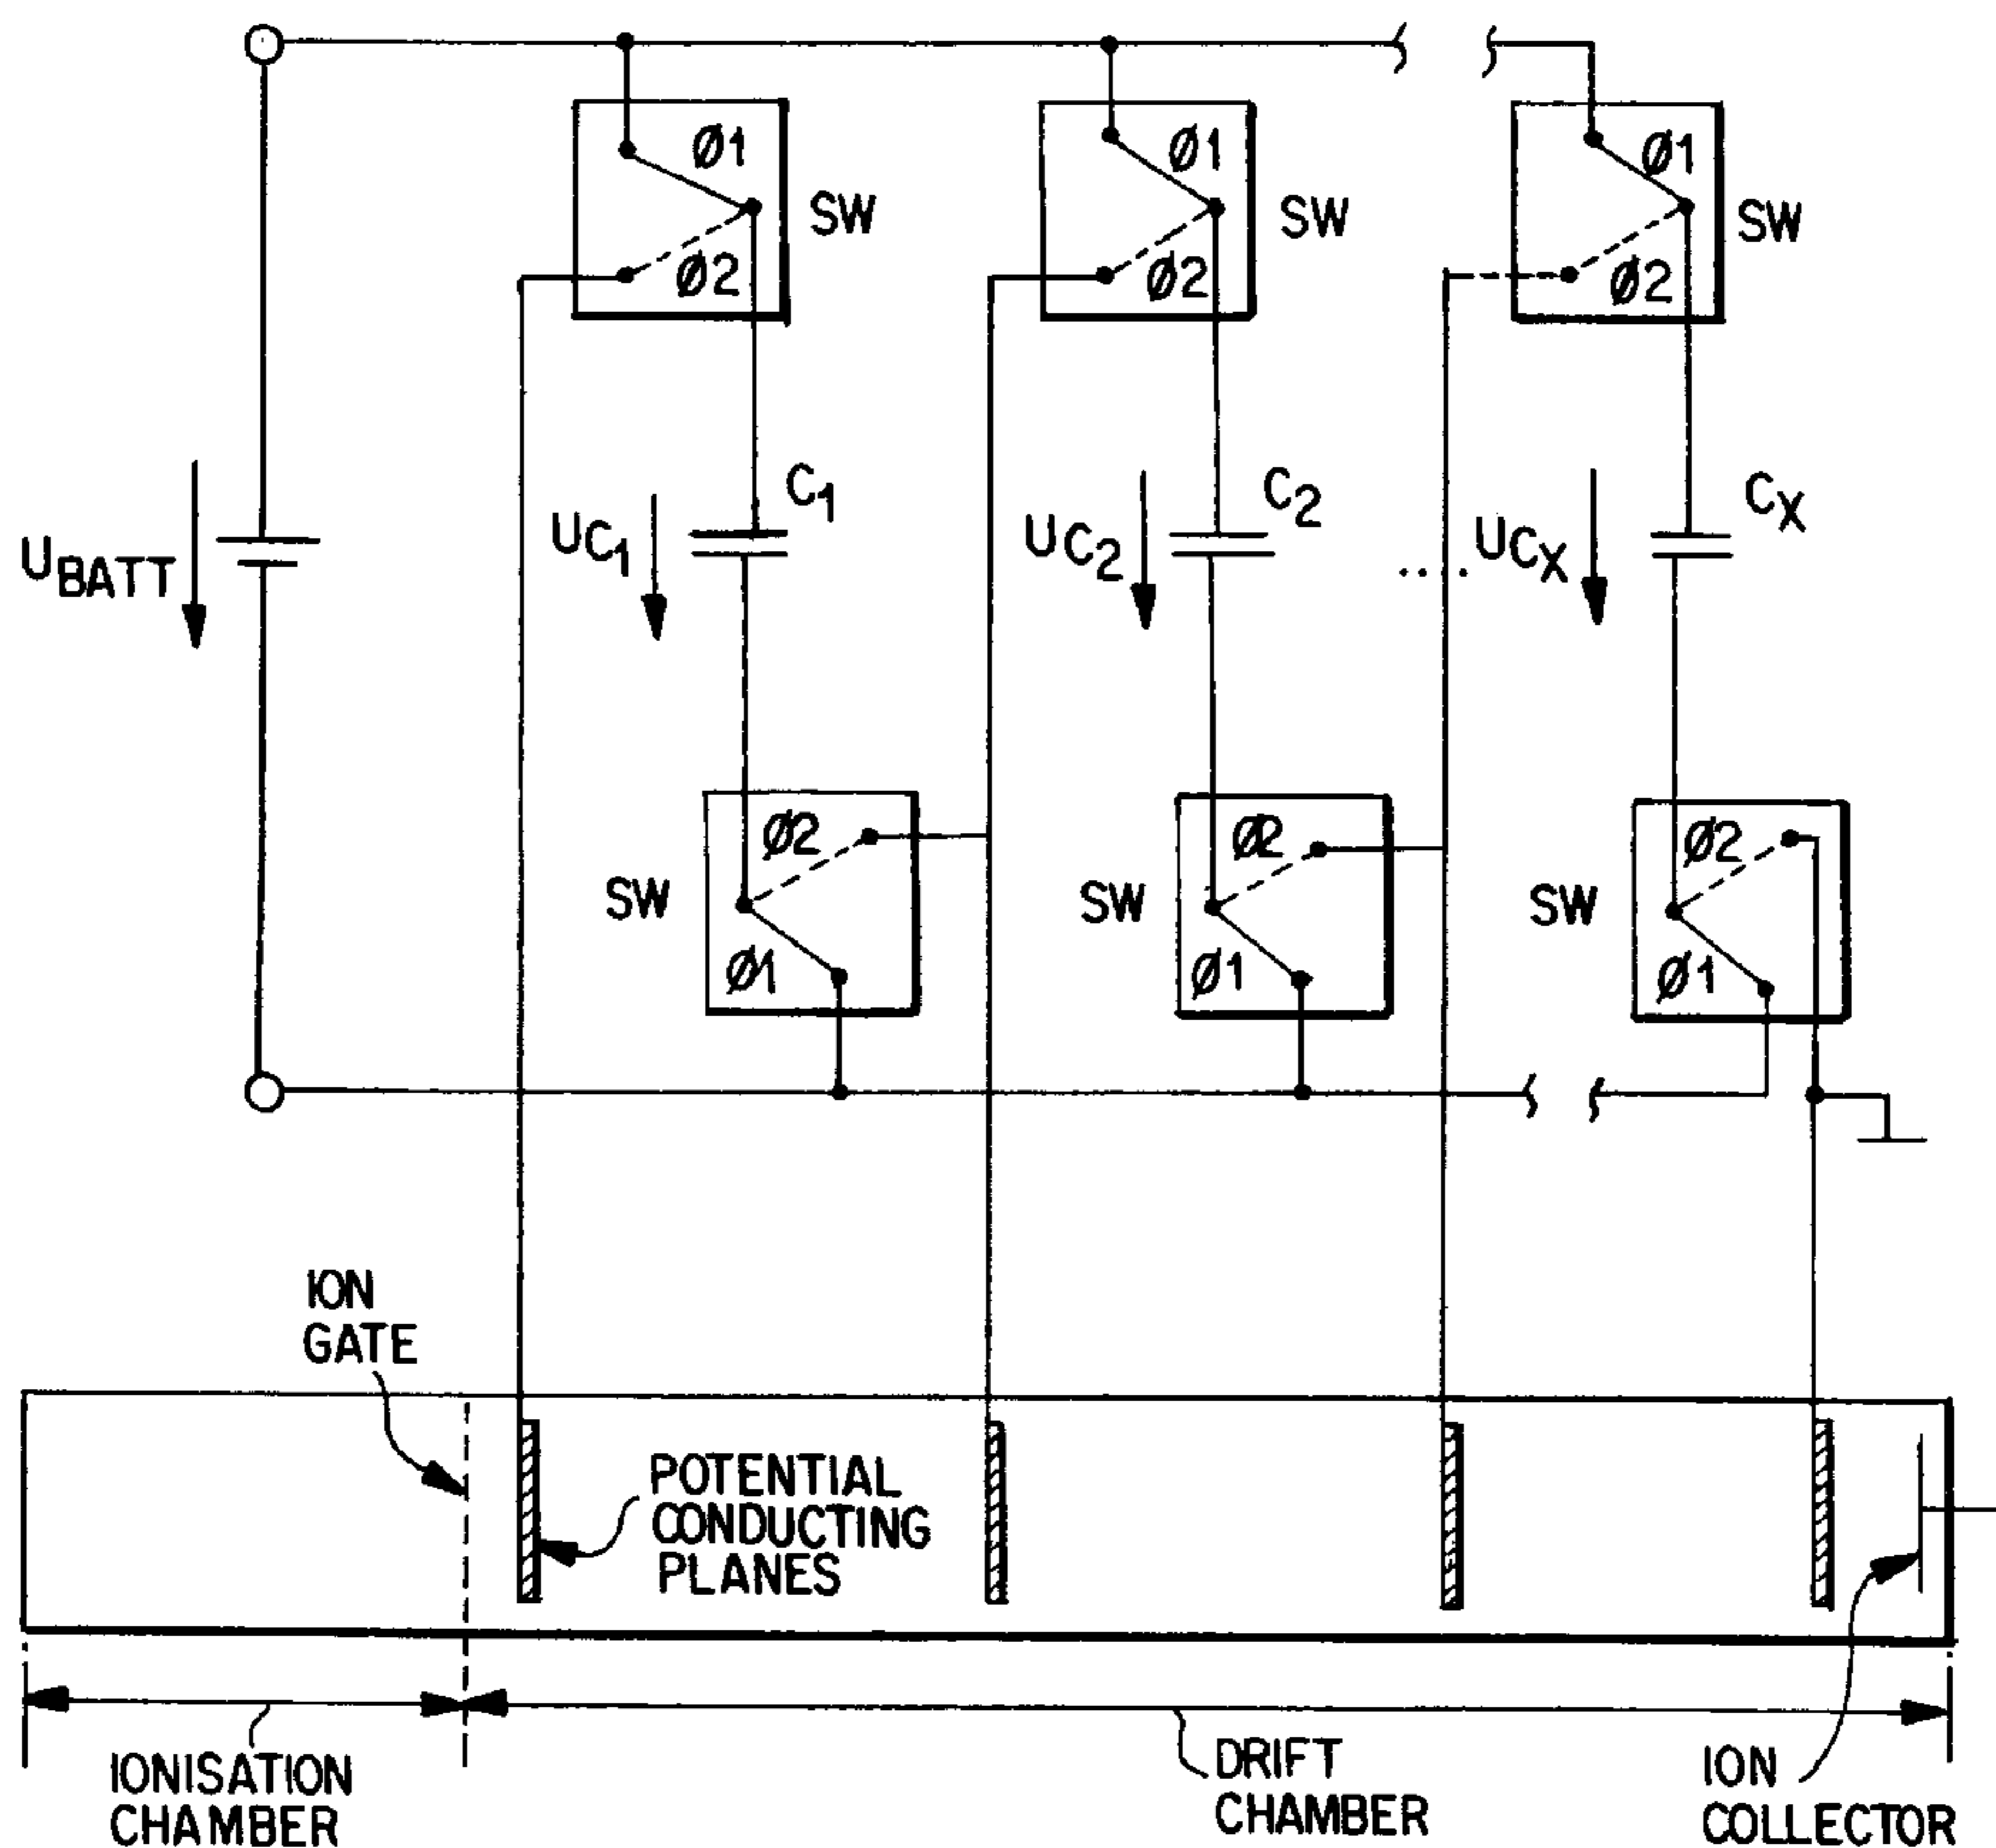 Ø1
SW
Ø2
Ø1
SW
Ø2
Ø1
SW
Ø2
UBATT
UC1
C1
UC2
C2
....
UCX
CX
SW
Ø2
Ø1
SW
Ø2
Ø1
SW
Ø2
Ø1
ION
GATE
POTENTIAL
CONDUCTING
PLANES
IONISATION
CHAMBER
DRIFT
CHAMBER
ION
COLLECTOR